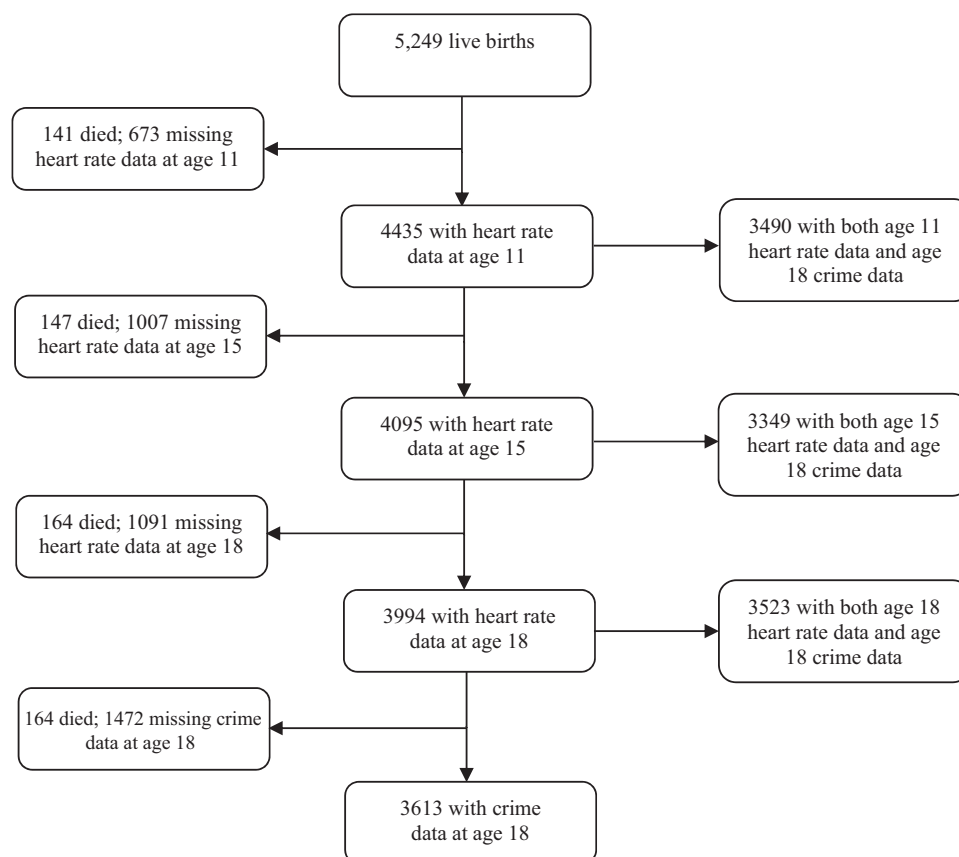 5,249 live births
141 died; 673 missing
heart rate data at age 11
4435 with heart rate
data at age 11
3490 with both age 11
heart rate data and age
18 crime data
147 died; 1007 missing
heart rate data at age 15
4095 with heart rate
data at age 15
3349 with both age 15
heart rate data and age
18 crime data
164 died; 1091 missing
heart rate data at age 18
3994 with heart rate
data at age 18
3523 with both age 18
heart rate data and age
18 crime data
164 died; 1472 missing crime
data at age 18
3613 with crime
data at age 18